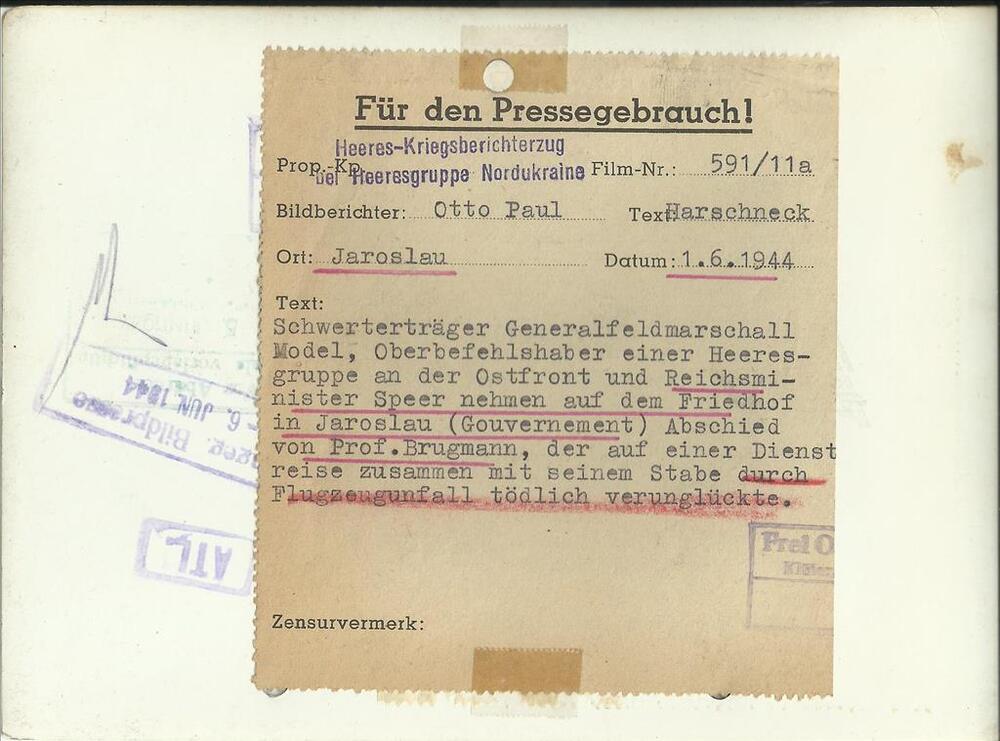 Für den Pressegebrauch!
Heeres-Kriegsberichterzug
Prop.-Kp. bei Heeresgruppe Nordukraine Film-Nr.: 591/11a
Bildberichter: Otto Paul Text: Harschneck
Ort: Jaroslau Datum: 1.6.1944
Text:
Schwerterträger Generalfeldmarschall
Model, Oberbefehlshaber einer Heeres-
gruppe an der Ostfront und Reichsmi-
nister Speer nehmen auf dem Friedhof
in Jaroslau (Gouvernement) Abschied
von Prof.Brugmann, der auf einer Dienst
reise zusammen mit seinem Stabe durch
Flugzeugunfall tödlich verunglückte.
Frei O
Zensurvermerk:
Bildpresse
6. JUN 1944
ATL.